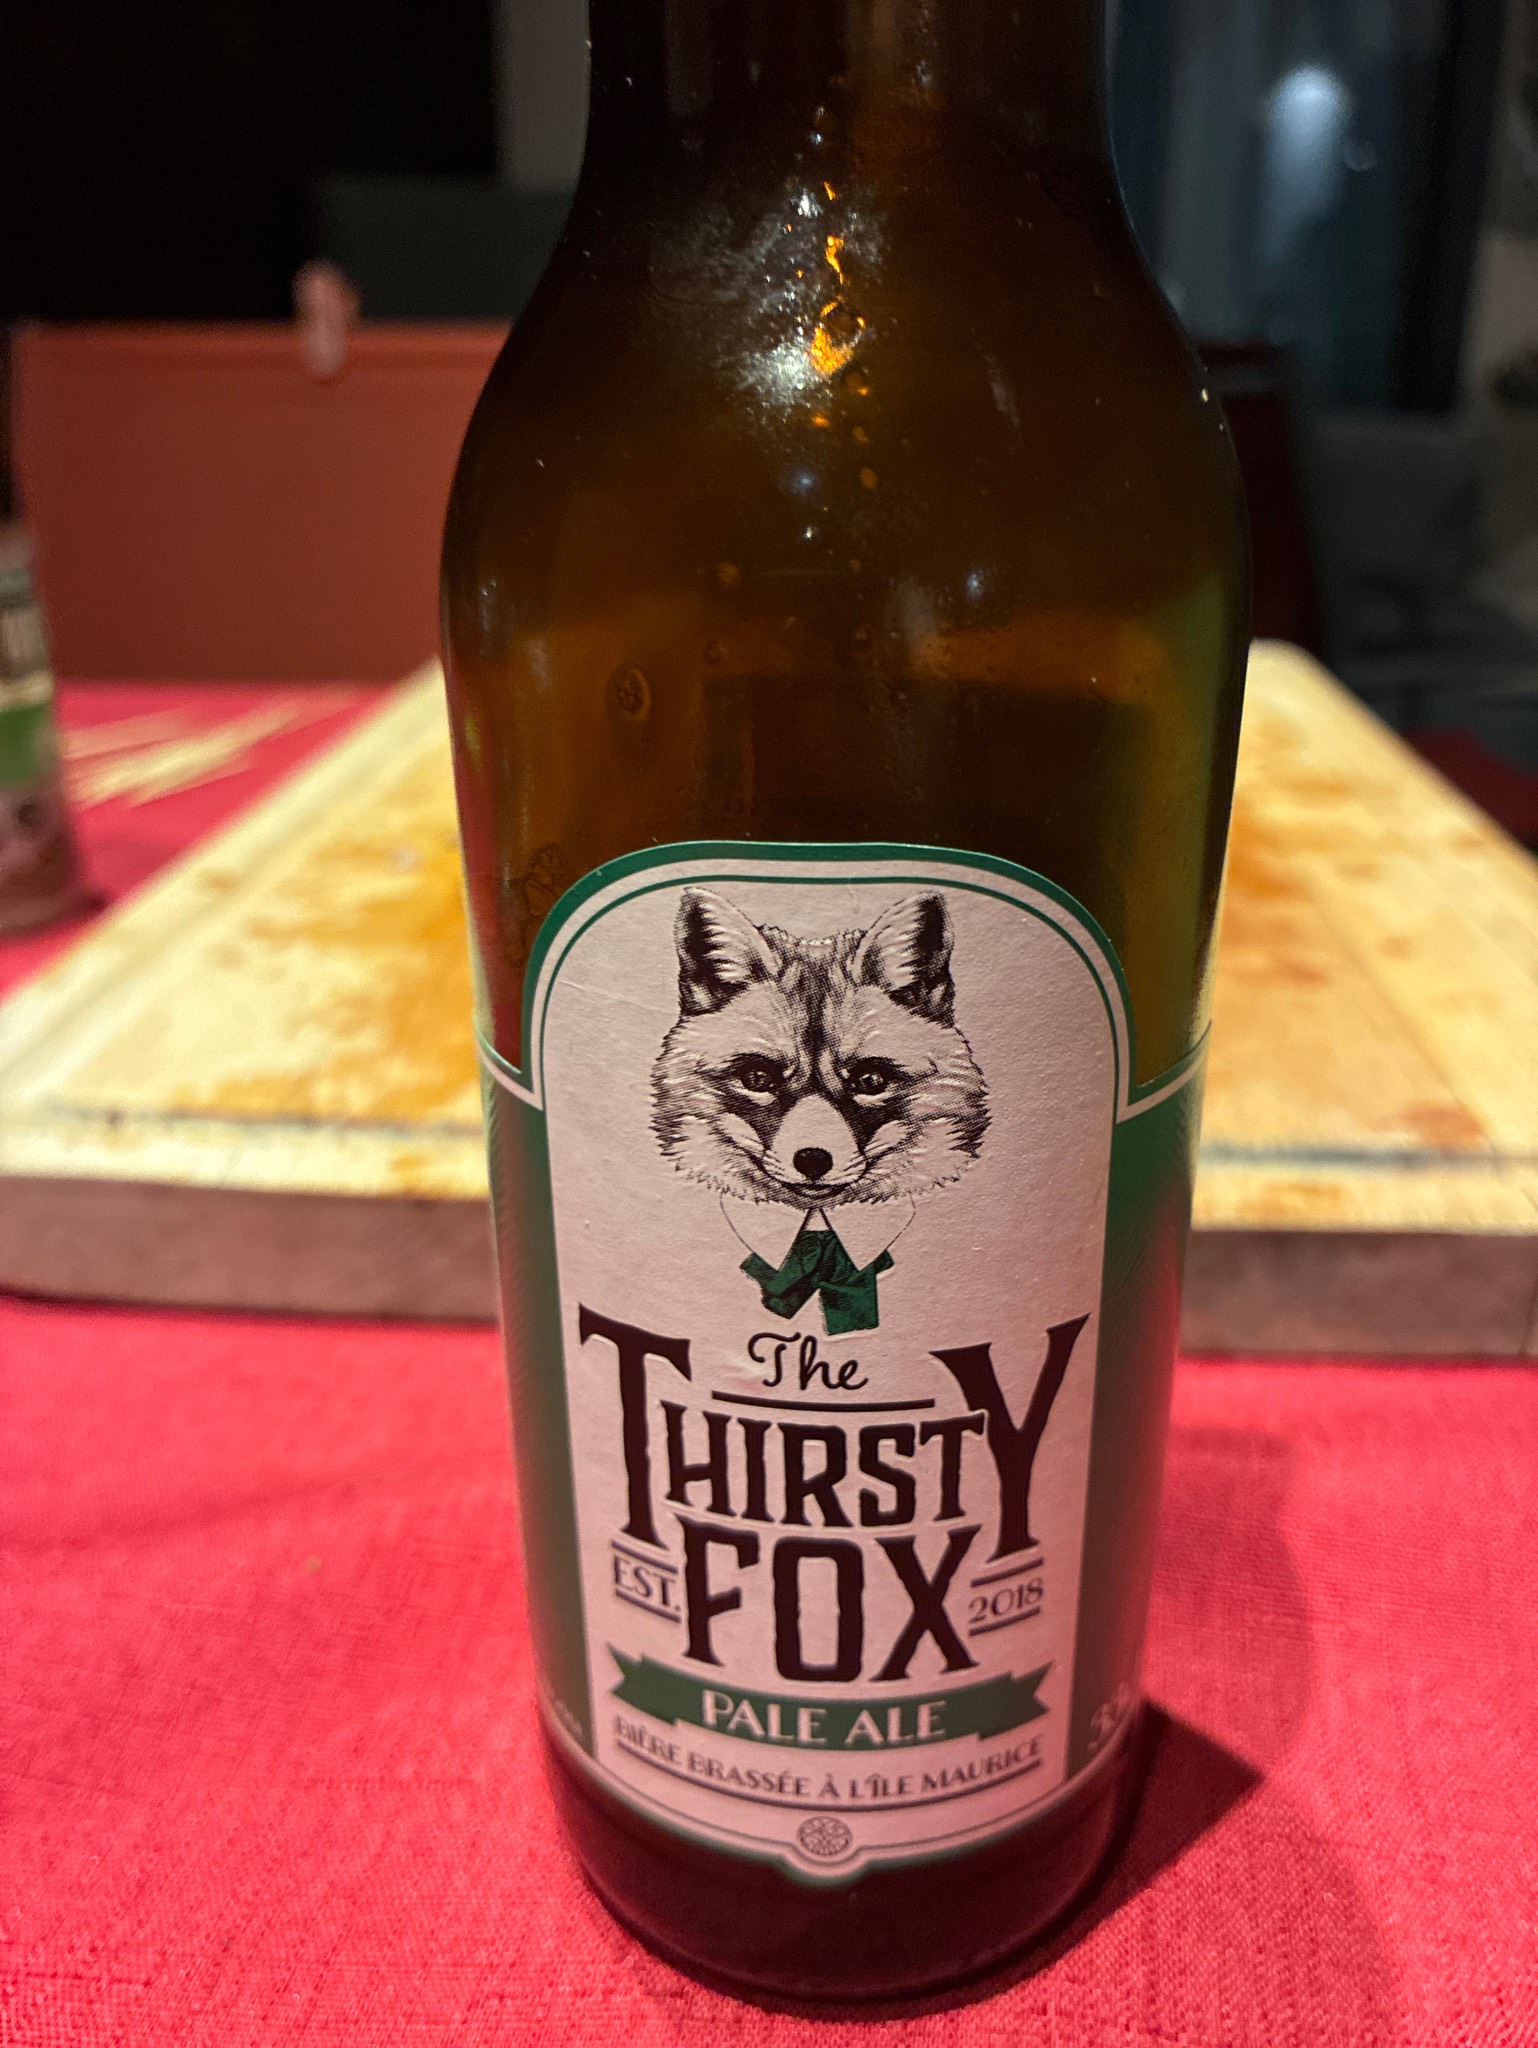 The
THIRSTY
FOX
EST. 2018
PALE ALE
BIÈRE BRASSÉE À L'ÎLE MAURICE